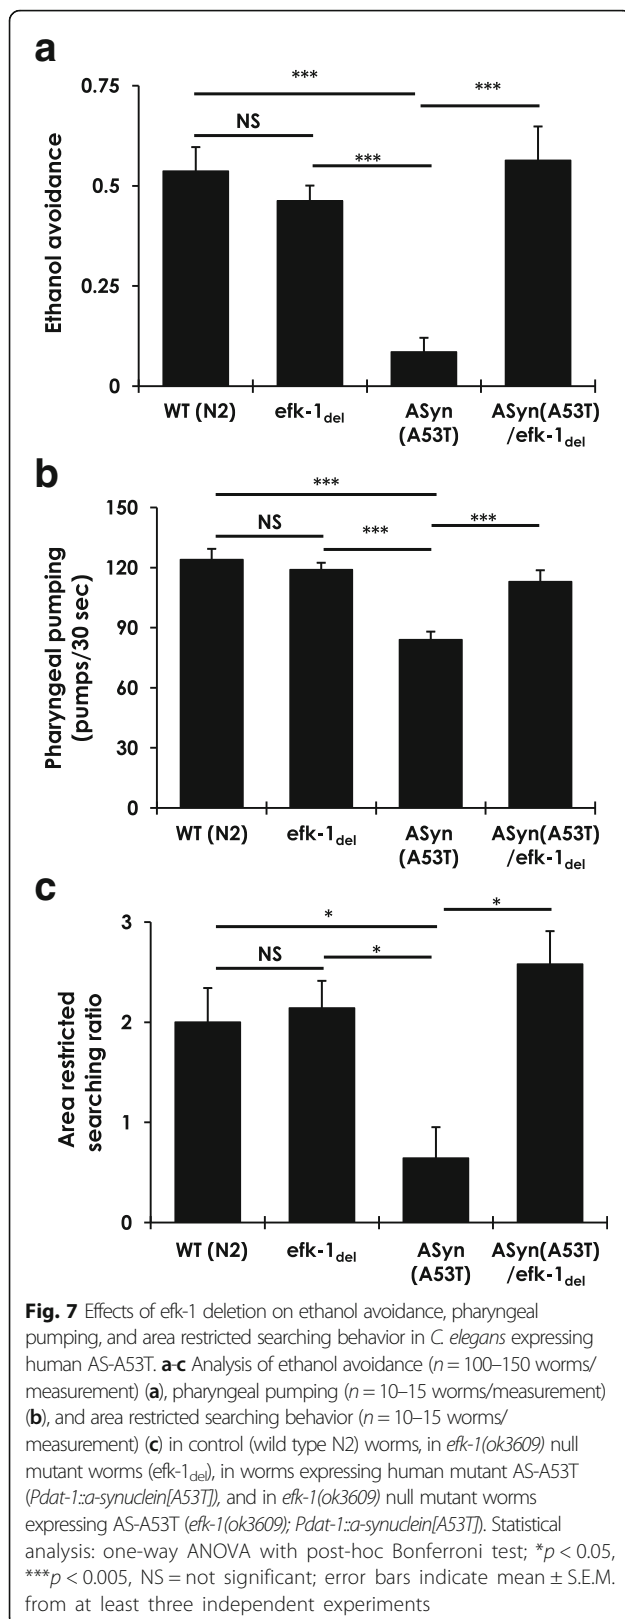 a
***
***
0.75
NS
***
0.5
0.25
0
Ethanol avoidance
WT (N2)
efk-1del
ASyn
(A53T)
ASyn(A53T)
/efk-1del
b
***
150
NS
***
***
120
90
60
30
0
Pharyngeal pumping
(pumps/30 sec)
WT (N2)
efk-1del
ASyn
(A53T)
ASyn(A53T)
/efk-1del
c
*
*
3
NS
*
2
1
0
Area restricted
searching ratio
WT (N2)
efk-1del
ASyn
(A53T)
ASyn(A53T)
/efk-1del
Fig. 7 Effects of efk-1 deletion on ethanol avoidance, pharyngeal
pumping, and area restricted searching behavior in C. elegans expressing
human AS-A53T. a-c Analysis of ethanol avoidance (n = 100–150 worms/
measurement) (a), pharyngeal pumping (n = 10–15 worms/measurement)
(b), and area restricted searching behavior (n = 10–15 worms/
measurement) (c) in control (wild type N2) worms, in efk-1(ok3609) null
mutant worms (efk-1del), in worms expressing human mutant AS-A53T
(Pdat-1::α-synuclein[A53T]), and in efk-1(ok3609) null mutant worms
expressing AS-A53T (efk-1(ok3609); Pdat-1::α-synuclein[A53T]). Statistical
analysis: one-way ANOVA with post-hoc Bonferroni test; *p < 0.05,
***p < 0.005, NS = not significant; error bars indicate mean ± S.E.M.
from at least three independent experiments